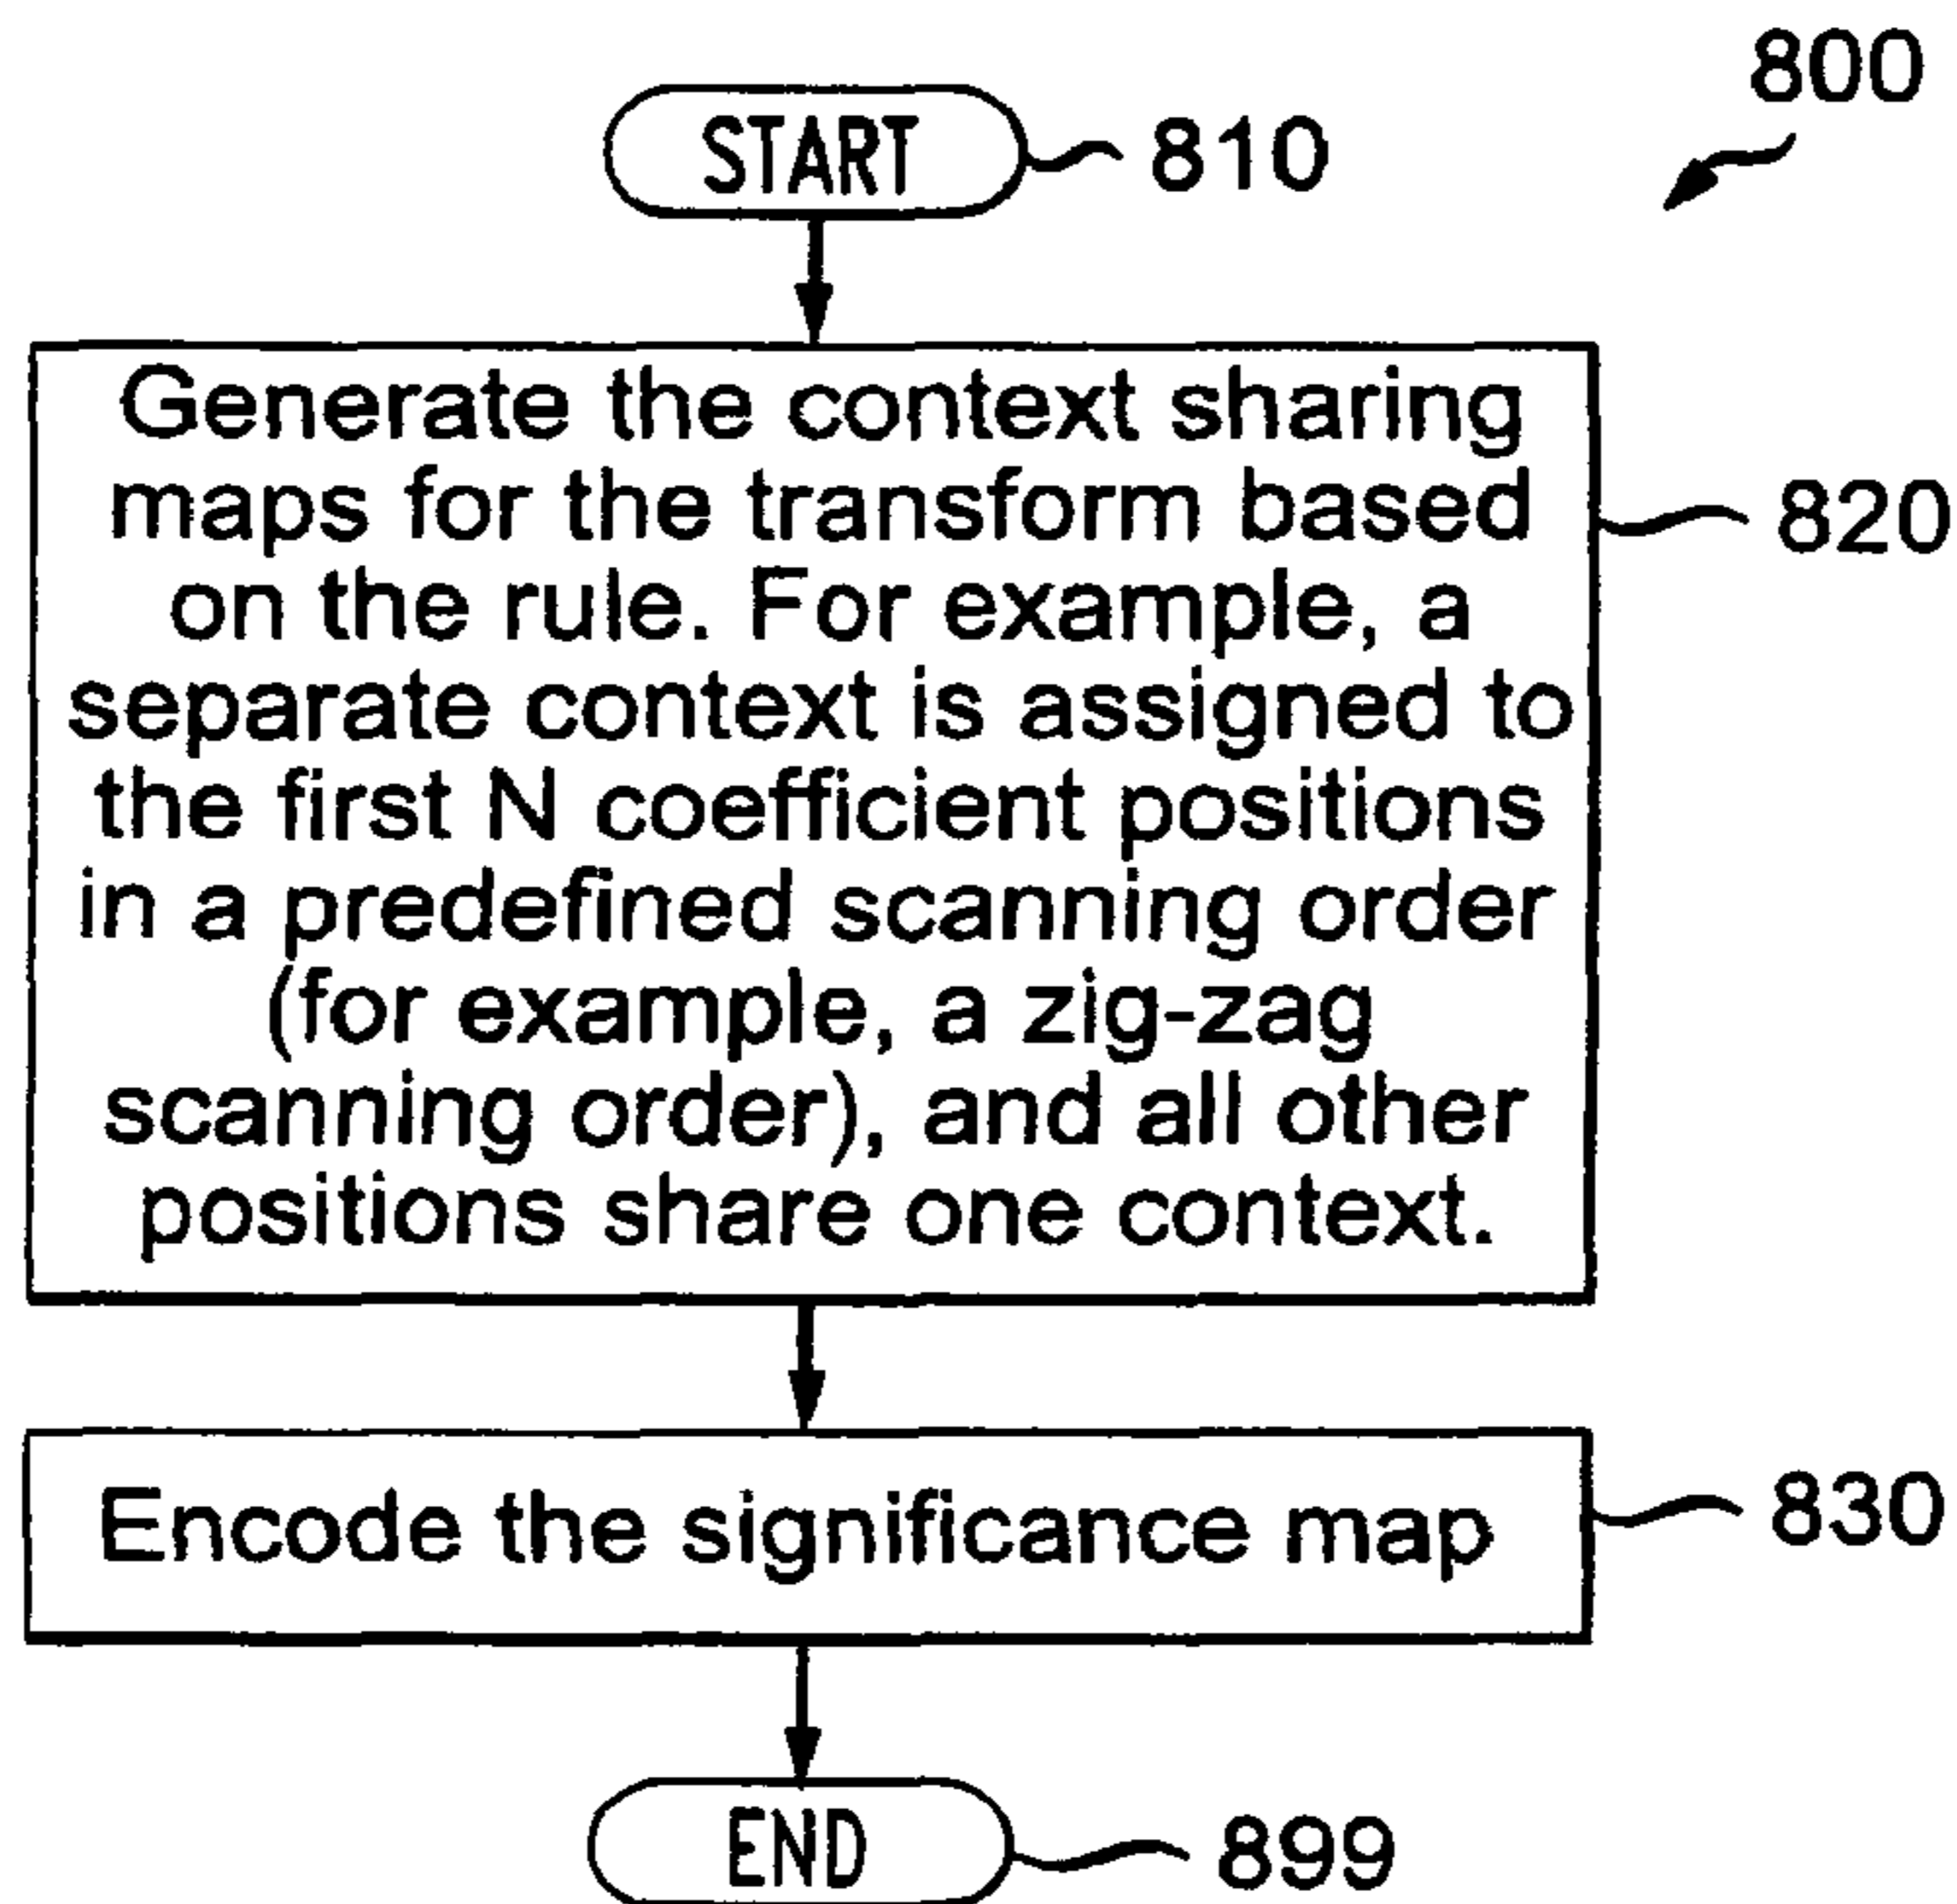 800
START
810
Generate the context sharing
maps for the transform based
on the rule. For example, a
separate context is assigned to
the first N coefficient positions
in a predefined scanning order
(for example, a zig-zag
scanning order), and all other
positions share one context.
820
Encode the significance map
830
END
899